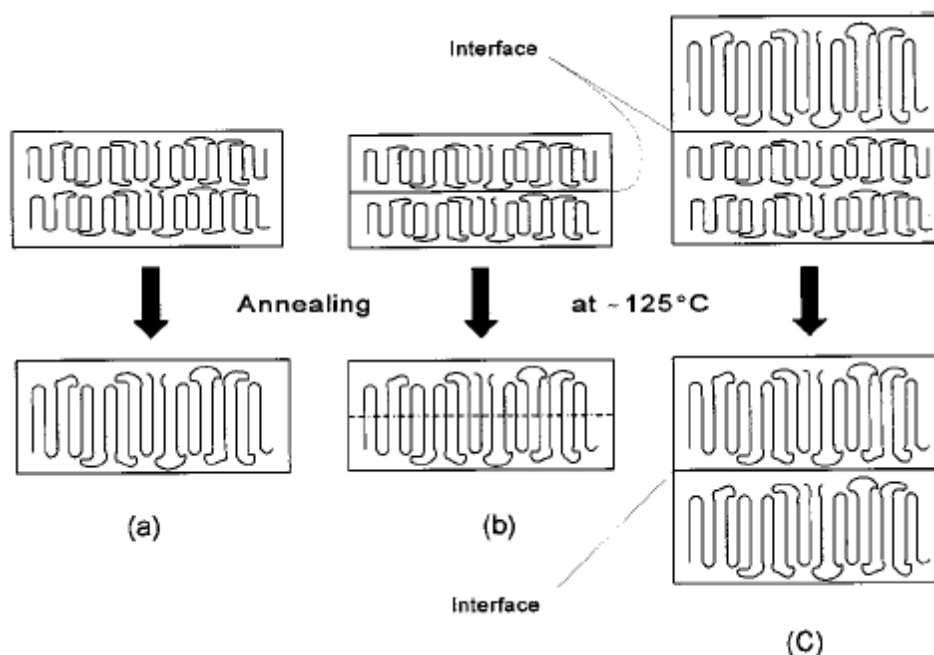 Interface
Annealing at ~125°C
(a)
(b)
Interface
(C)